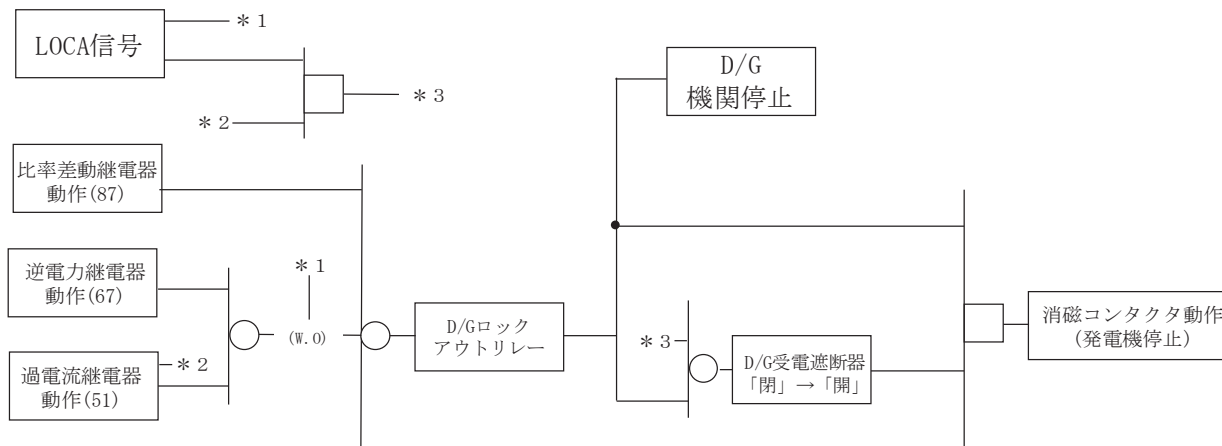 LOCA信号
＊1
＊3
＊2
D/G
機関停止
比率差動継電器
動作(87)
逆電力継電器
動作(67)
＊1
(W.O)
過電流継電器
動作(51)
＊2
D/Gロック
アウトリレー
＊3
D/G受電遮断器
「閉」→「開」
消磁コンタクタ動作
(発電機停止)